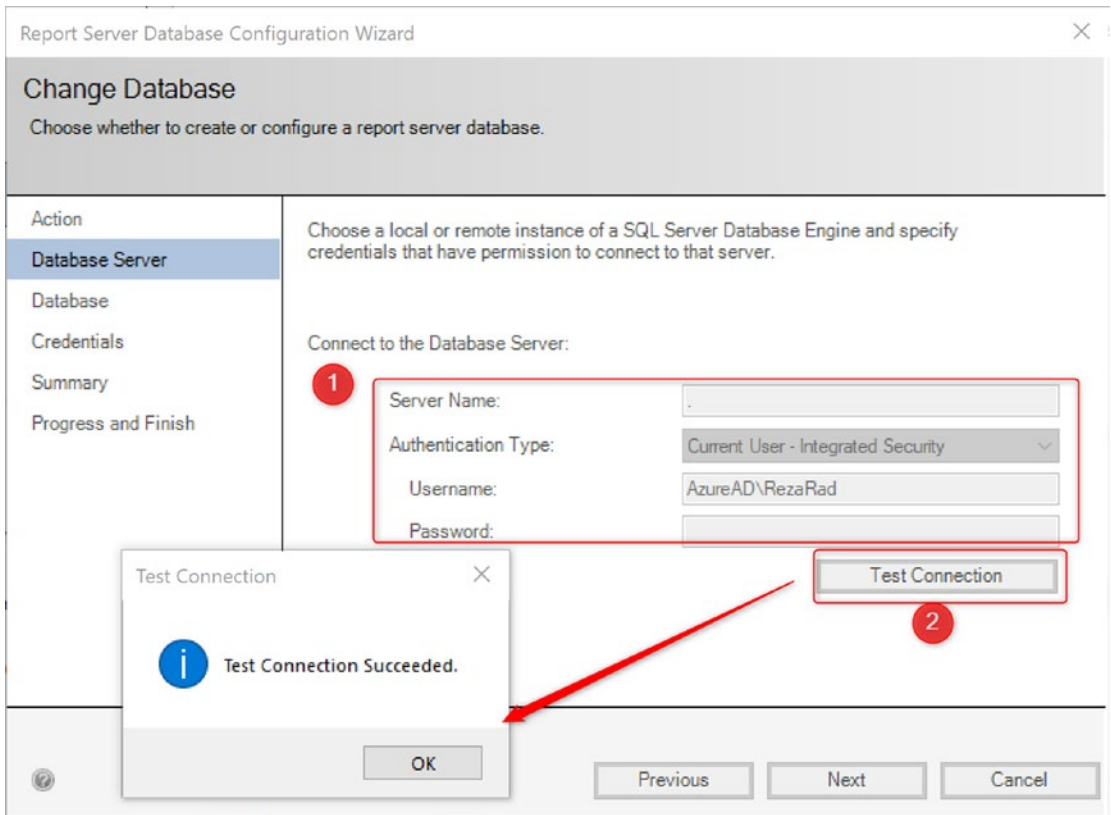 Report Server Database Configuration Wizard
Change Database
Choose whether to create or configure a report server database.
Action
Database Server
Database
Credentials
Summary
Progress and Finish
Choose a local or remote instance of a SQL Server Database Engine and specify
credentials that have permission to connect to that server.
Connect to the Database Server:
1
Server Name: .
Authentication Type: Current User - Integrated Security
Username: AzureAD\RezaRad
Password:
Test Connection
2
Test Connection
i
Test Connection Succeeded.
OK
?
Previous Next Cancel